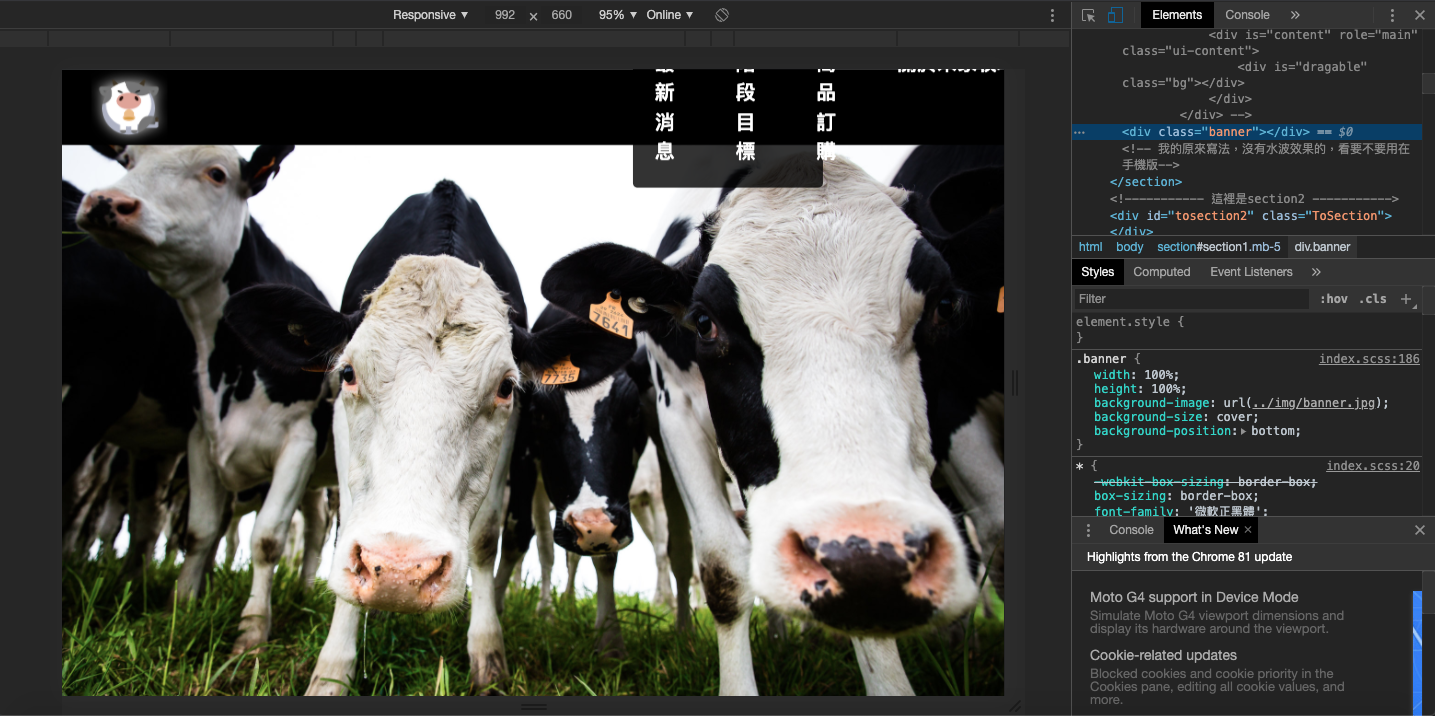 Responsive ▼ 992 x 660 95% ▼ Online ▼
新 段 品
消 目 訂
息 標 購
7641
7735
Elements Console »
<div is="content" role="main"
class="ui-content">
<div is="dragable"
class="bg"></div>
</div>
</div> -->
… <div class="banner"></div> == $0
<!-- 我的原來寫法，沒有水波效果的，看要不要用在
手機版-->
</section>
<!----------- 這裡是section2 ----------->
<div id="tosection2" class="ToSection">
</div>
html body section#section1.mb-5 div.banner
Styles Computed Event Listeners »
Filter :hov .cls +
element.style {
}
.banner { index.scss:186
width: 100%;
height: 100%;
background-image: url(../img/banner.jpg);
background-size: cover;
background-position:▸ bottom;
}
* { index.scss:20
-webkit-box-sizing: border-box;
box-sizing: border-box;
font-family: '微軟正黑體';
Console What's New ×
Highlights from the Chrome 81 update
Moto G4 support in Device Mode
Simulate Moto G4 viewport dimensions and
display its hardware around the viewport.
Cookie-related updates
Blocked cookies and cookie priority in the
Cookies pane, editing all cookie values, and
more.